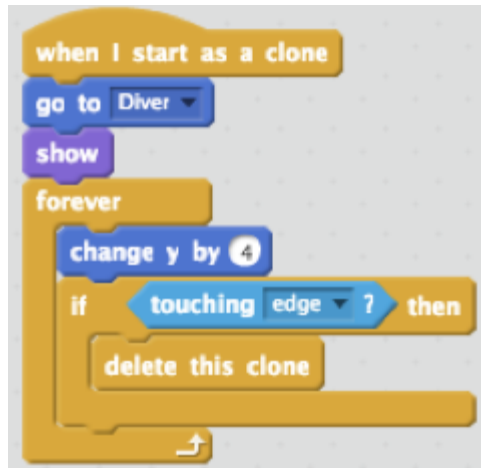 when I start as a clone
go to Diver
show
forever
change y by 4
if touching edge ? then
delete this clone